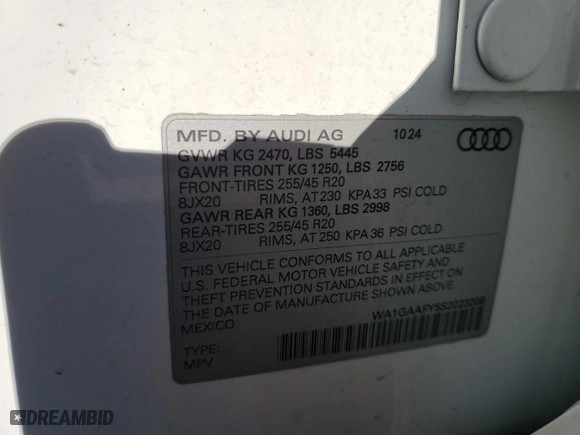 MFD. BY AUDI AG 10 24
GVWR KG 2470, LBS 5445
GAWR FRONT KG 1250, LBS 2756
FRONT-TIRES 255/45 R20
8JX20 RIMS, AT 230 KPA 33 PSI COLD
GAWR REAR KG 1360, LBS 2998
REAR-TIRES 255/45 R20
8JX20 RIMS, AT 250 KPA 36 PSI COLD
THIS VEHICLE CONFORMS TO ALL APPLICABLE
U.S. FEDERAL MOTOR VEHICLE SAFETY AND
THEFT PREVENTION STANDARDS IN EFFECT ON
THE DATE OF MANUFACTURE SHOWN ABOVE.
MEXICO
WA1GAAFY5S2023208
TYPE:
MPV
DREAMBID